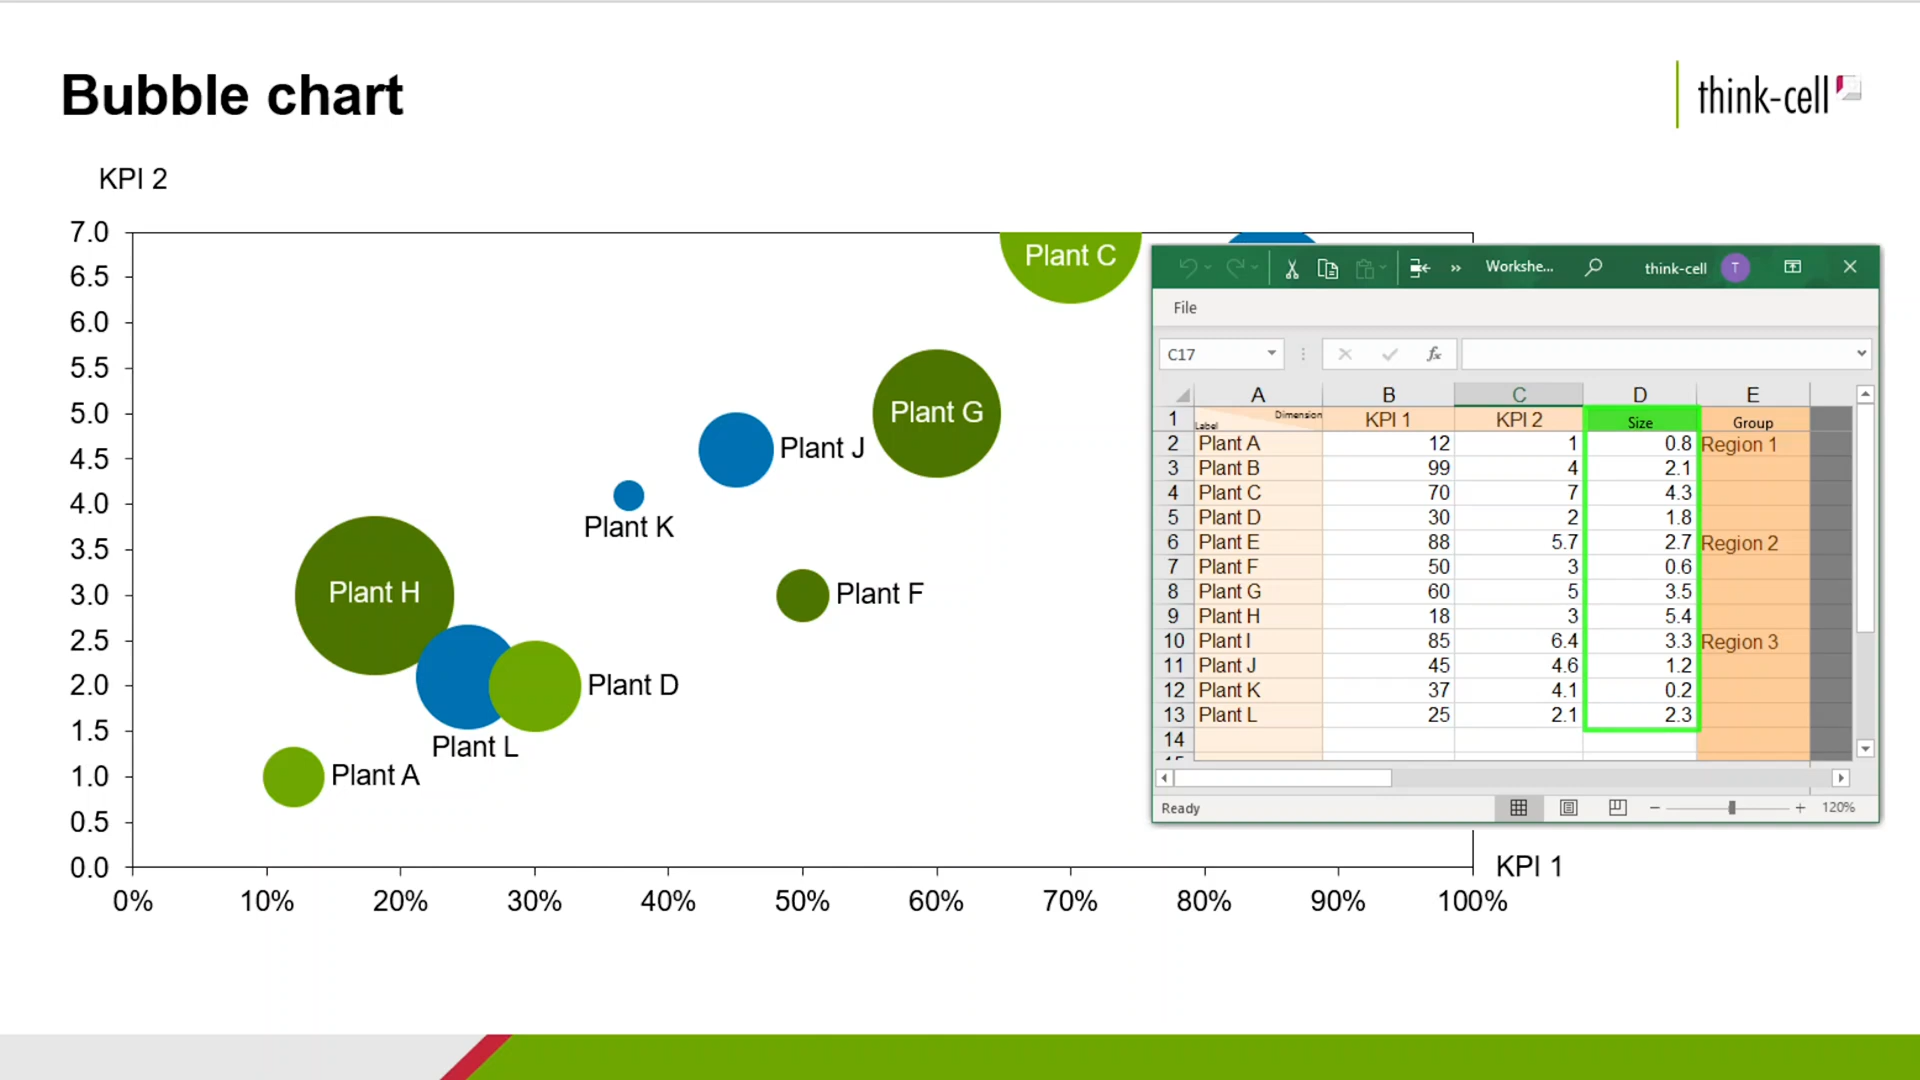 Bubble chart
think-cell
KPI 2
7.0
6.5
6.0
5.5
5.0
4.5
4.0
3.5
3.0
2.5
2.0
1.5
1.0
0.5
0.0
0% 10% 20% 30% 40% 50% 60% 70% 80% 90% 100%
KPI 1
Plant C
Plant G
Plant J
Plant K
Plant H
Plant F
Plant D
Plant L
Plant A
Workshe... think-cell T
File
C17 fx
A B C D E
1 Label Dimension KPI 1 KPI 2 Size Group
2 Plant A 12 1 0.8 Region 1
3 Plant B 99 4 2.1
4 Plant C 70 7 4.3
5 Plant D 30 2 1.8
6 Plant E 88 5.7 2.7 Region 2
7 Plant F 50 3 0.6
8 Plant G 60 5 3.5
9 Plant H 18 3 5.4
10 Plant I 85 6.4 3.3 Region 3
11 Plant J 45 4.6 1.2
12 Plant K 37 4.1 0.2
13 Plant L 25 2.1 2.3
14
Ready 120%